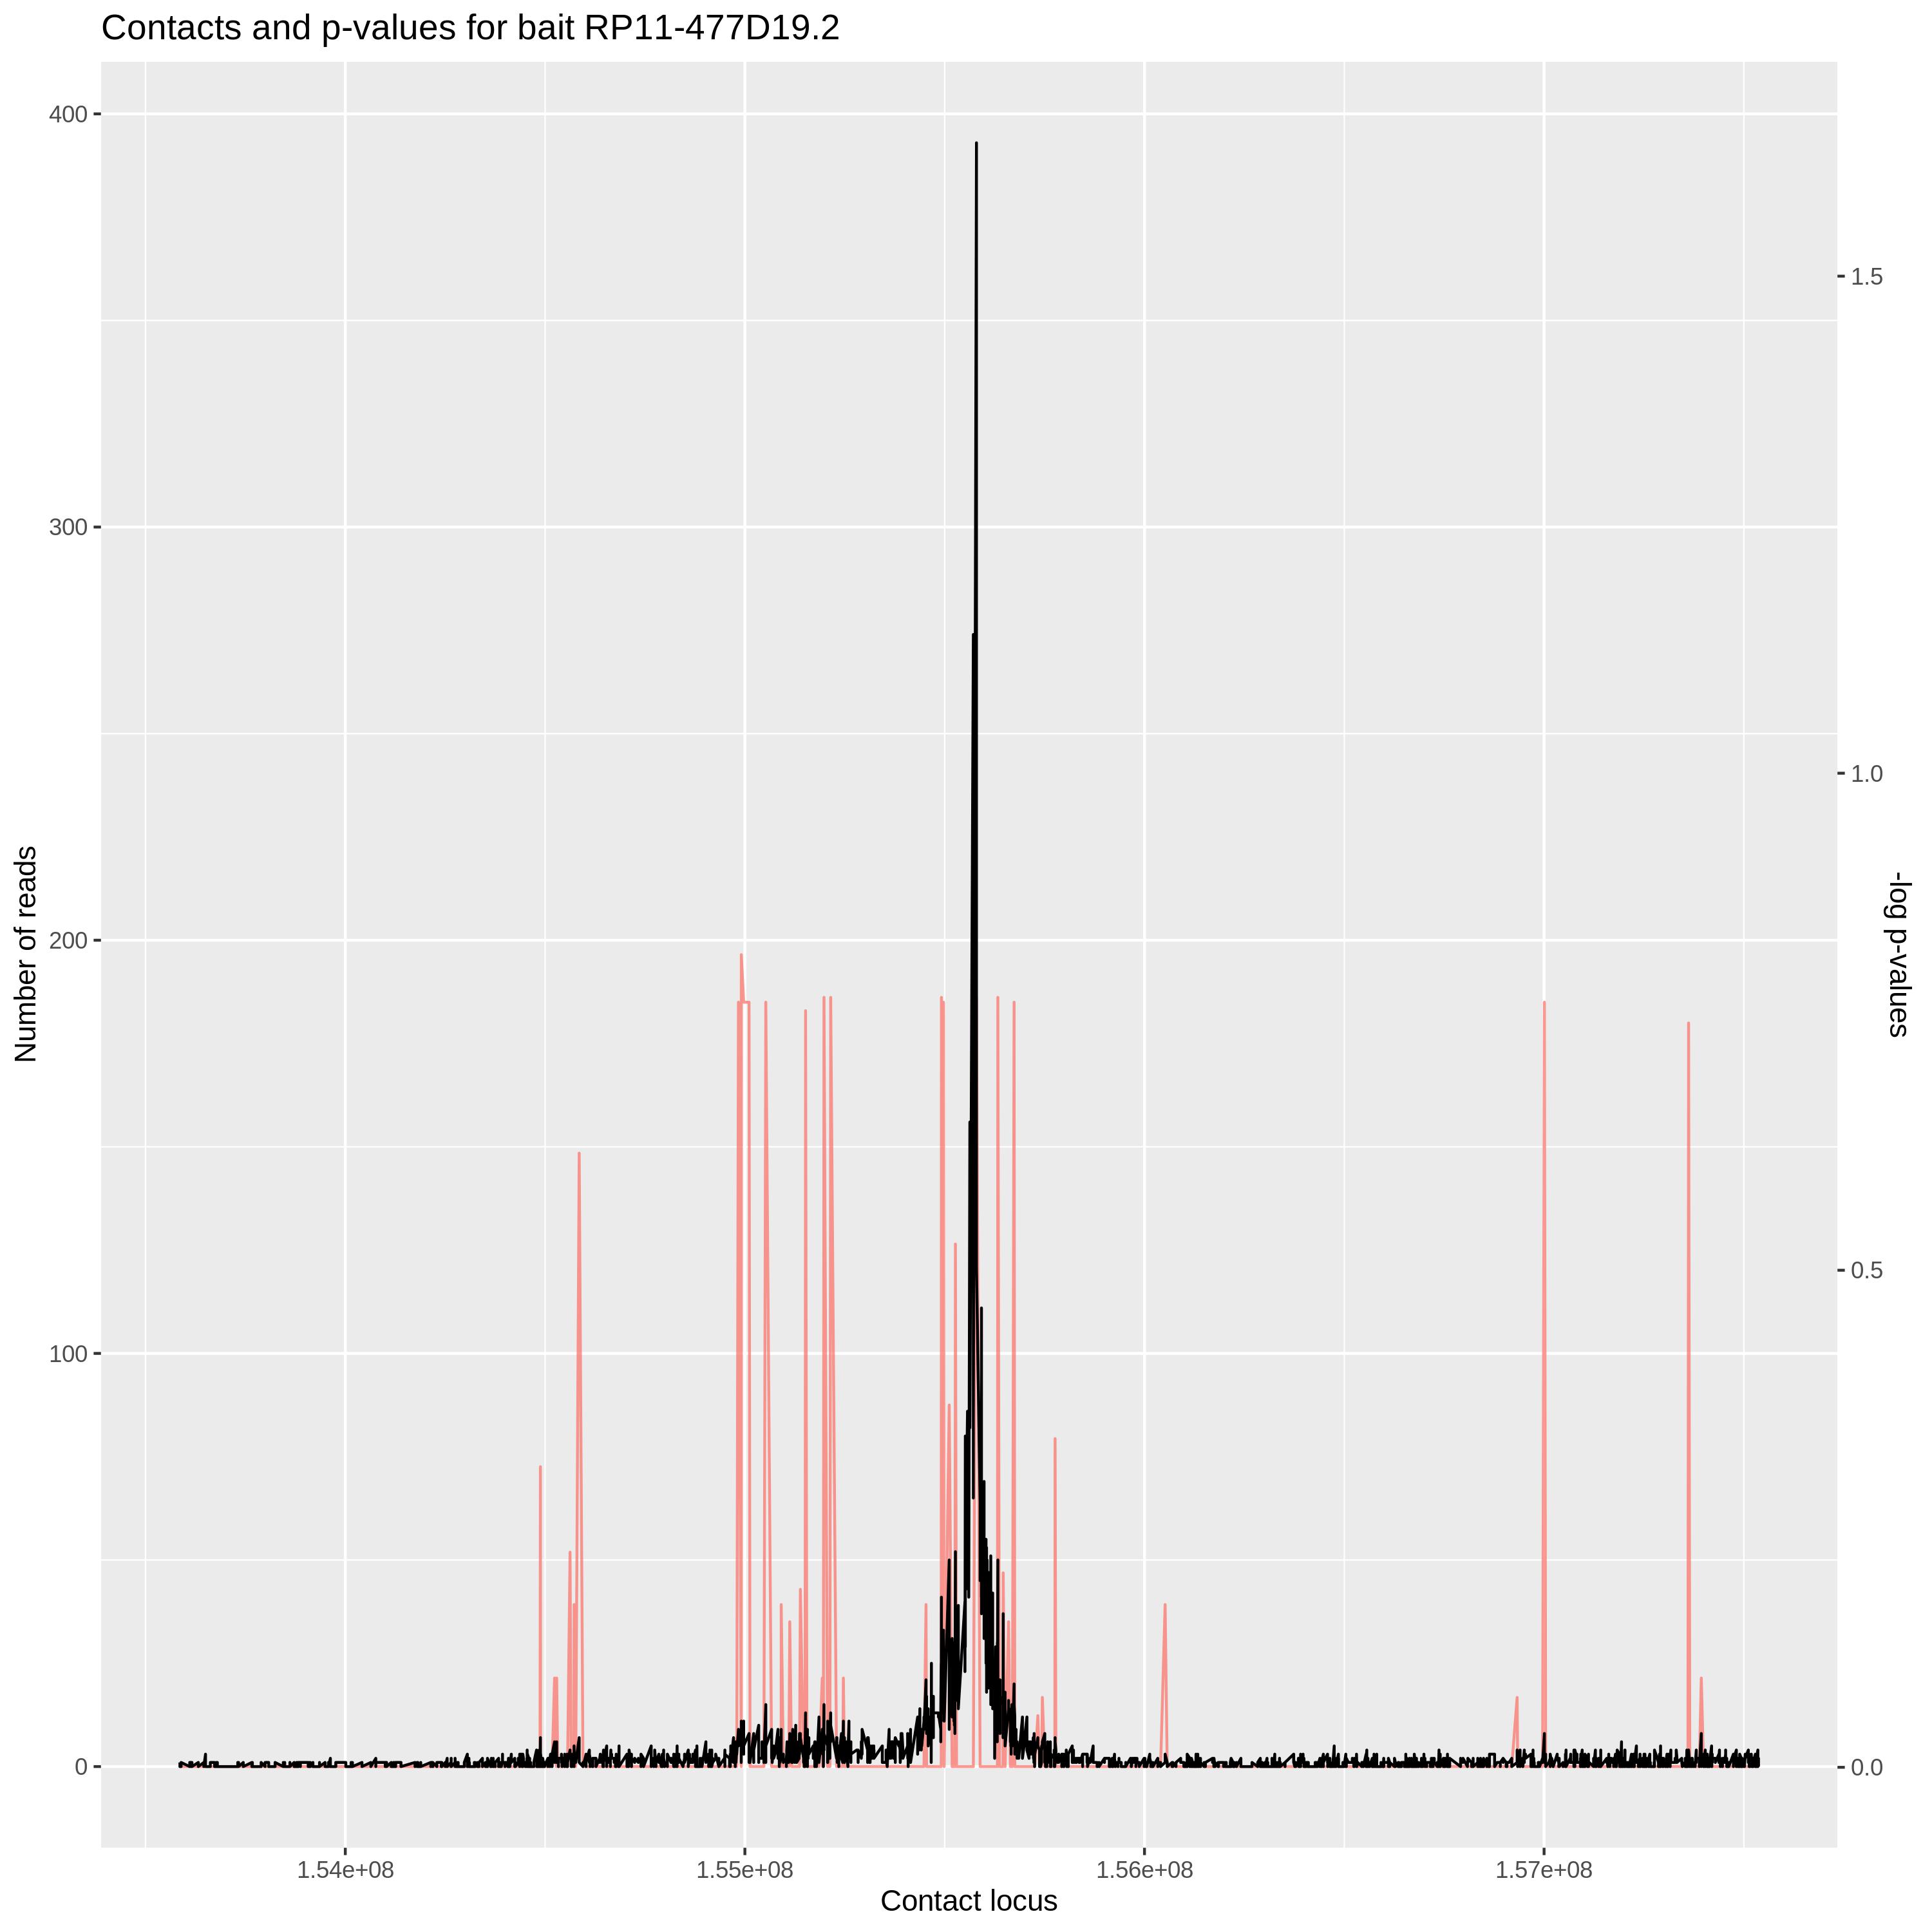 Contacts and p-values for bait RP11-477D19.2
400
300
200
100
0
Number of reads
1.5
1.0
0.5
0.0
-log p-values
1.54e+08
1.55e+08
1.56e+08
1.57e+08
Contact locus